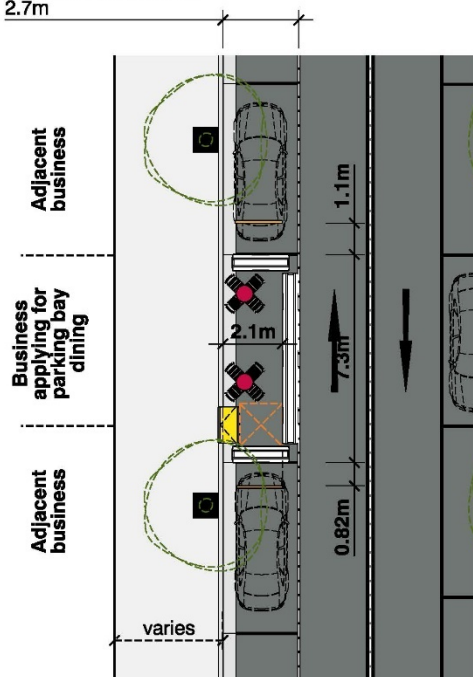 2.7m
Adjacent
business
1.1m
Business
applying for
parking bay
dining
2.1m
7.3m
Adjacent
business
0.82m
varies